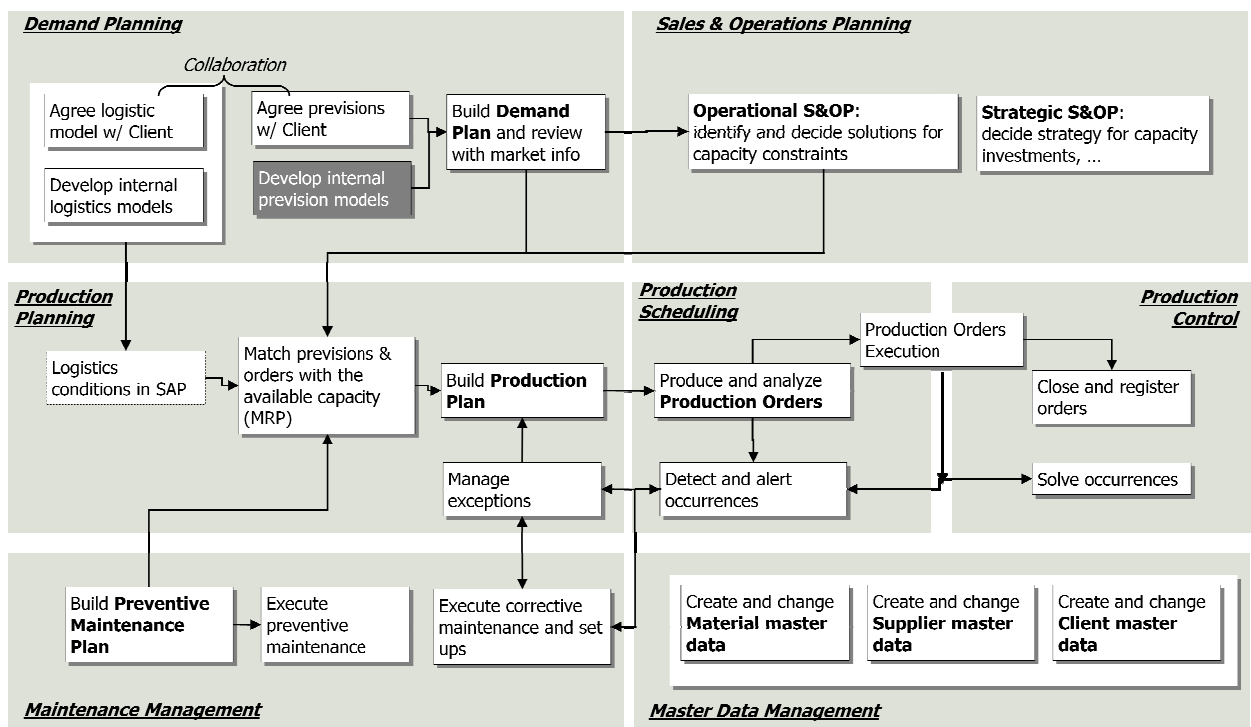 Demand Planning
Collaboration
Agree logistic
model w/ Client
Develop internal
logistics models
Agree previsions
w/ Client
Develop internal
prevision models
Build Demand
Plan and review
with market info
Sales & Operations Planning
Operational S&OP:
identify and decide solutions for
capacity constraints
Strategic S&OP:
decide strategy for capacity
investments, ...
Production
Planning
Logistics
conditions in SAP
Match previsions &
orders with the
available capacity
(MRP)
Build Production
Plan
Manage
exceptions
Production
Scheduling
Produce and analyze
Production Orders
Detect and alert
occurrences
Production Orders
Execution
Production
Control
Close and register
orders
Solve occurrences
Build Preventive
Maintenance
Plan
Execute
preventive
maintenance
Execute corrective
maintenance and set
ups
Maintenance Management
Create and change
Material master
data
Create and change
Supplier master
data
Create and change
Client master
data
Master Data Management